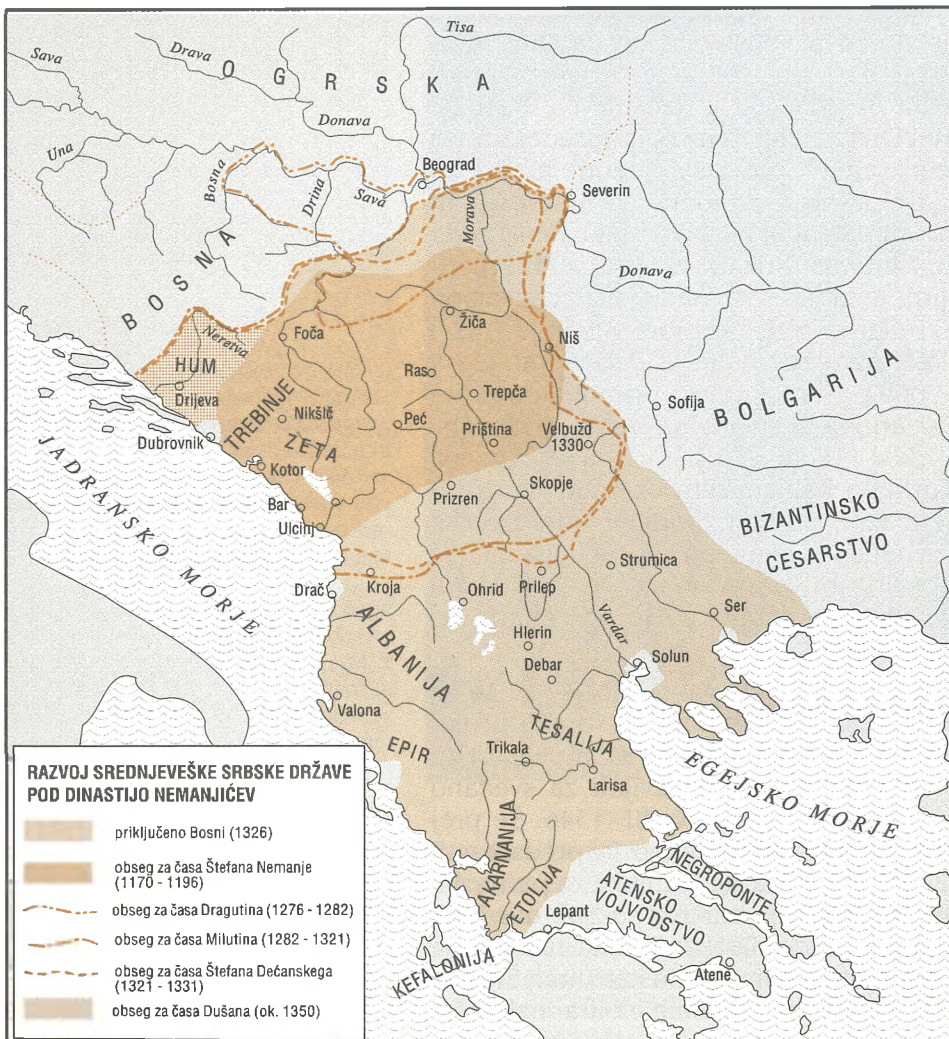 Tisa
Sava
Drava
OGRSKA
Donava
Una
Bosna
Drina
Sava
Beograd
Morava
Severin
Donava
BOSNA
Neretva
Foča
Žiča
Niš
HUM
Drijeva
Ras
Trepča
Sofija
BOLGARIJA
TREBINJE
Nikšić
Peć
Priština
Velbužd
1330
Dubrovnik
ZETA
Kotor
Prizren
Skopje
Bar
Ulcinj
BIZANTINSKO
CESARSTVO
JADRANSKO MORJE
Strumica
Drač
Kroja
Ohrid
Prilep
Ser
ALBANIJA
Hlerin
Vardar
Debar
Solun
Valona
EPIR
TESALIJA
Trikala
Larisa
EGEJSKO MORJE
AKARNANIJA
ETOLIJA
NEGROPONTE
ATENSKO
VOJVODSTVO
Lepant
KEFALONIJA
Atene
RAZVOJ SREDNJEVEŠKE SRBSKE DRŽAVE
POD DINASTIJO NEMANJIĆEV
priključeno Bosni (1326)
obseg za časa Štefana Nemanje
(1170 - 1196)
obseg za časa Dragutina (1276 - 1282)
obseg za časa Milutina (1282 - 1321)
obseg za časa Štefana Dečanskega
(1321 - 1331)
obseg za časa Dušana (ok. 1350)